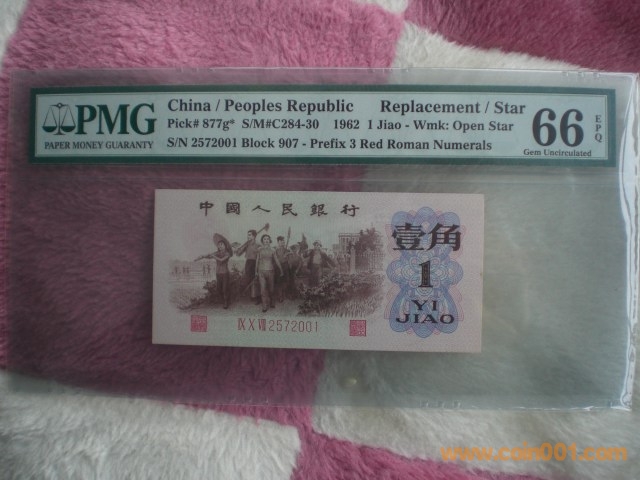 PMG
PAPER MONEY GUARANTY
China / Peoples Republic Replacement / Star
Pick# 877g* S/M#C284-30 1962 1 Jiao - Wmk: Open Star
S/N 2572001 Block 907 - Prefix 3 Red Roman Numerals
66
EPQ
Gem Uncirculated
中國人民銀行
壹角
1
YI
JIAO
IX X VII 2572001
www.coin001.com